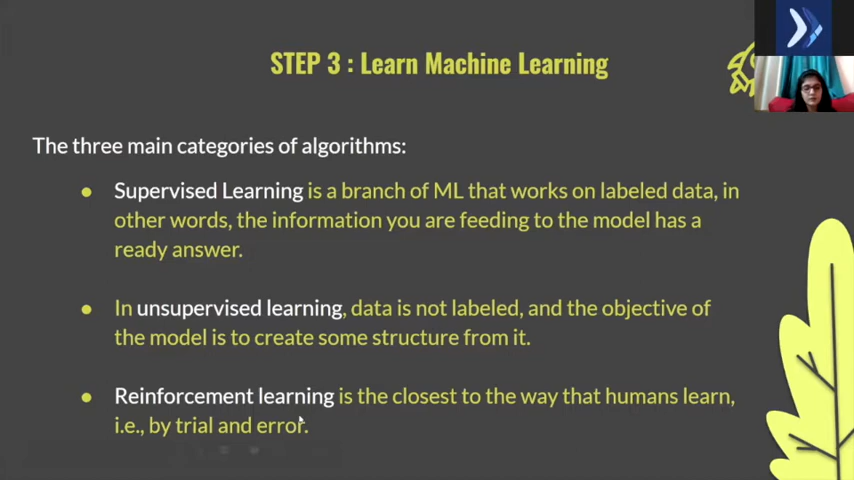 STEP 3 : Learn Machine Learning
The three main categories of algorithms:
● Supervised Learning is a branch of ML that works on labeled data, in
other words, the information you are feeding to the model has a
ready answer.
● In unsupervised learning, data is not labeled, and the objective of
the model is to create some structure from it.
● Reinforcement learning is the closest to the way that humans learn,
i.e., by trial and error.